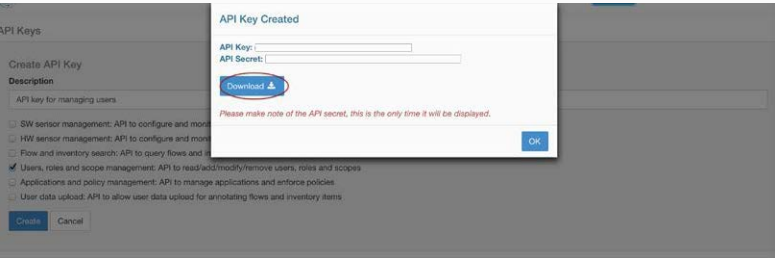 API Keys
API Key Created
API Key:
API Secret:
Download
Please make note of the API secret, this is the only time it will be displayed.
OK
Create API Key
Description
API key for managing users
SW sensor management: API to configure and monit
HW sensor management: API to configure and monit
Flow and inventory search: API to query flows and in
Users, roles and scope management: API to read/add/modify/remove users, roles and scopes
Applications and policy management: API to manage applications and enforce policies
User data upload: API to allow user data upload for annotating flows and inventory items
Create Cancel